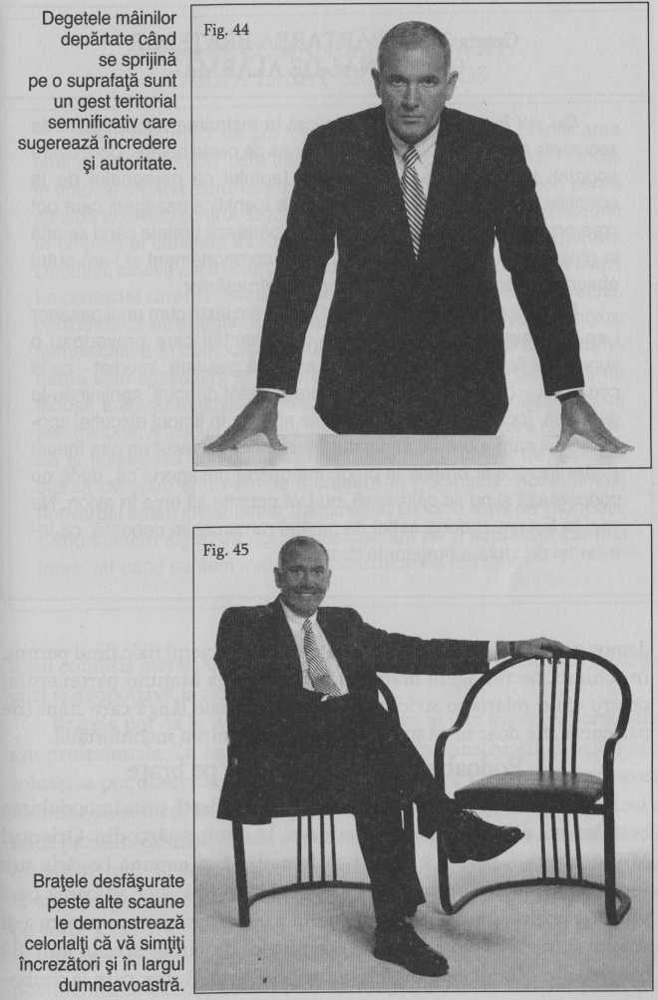 Degetele mâinilor
depărtate când
se sprijină
pe o suprafaţă sunt
un gest teritorial
semnificativ care
sugerează încredere
şi autoritate.
Fig. 44
Fig. 45
Braţele desfăşurate
peste alte scaune
le demonstrează
celorlalţi că vă simţiţi
încrezători şi în largul
dumneavoastră.